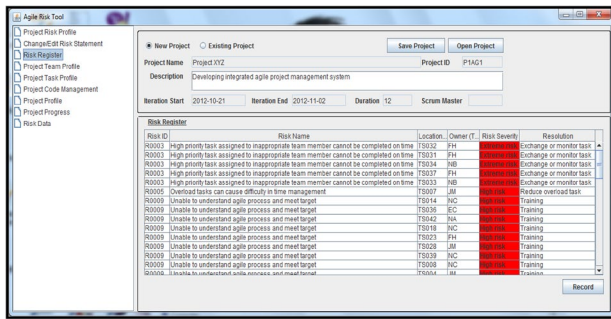 Agile Risk Tool
Project Risk Profile
Change/Edit Risk Statement
Risk Register
Project Team Profile
Project Task Profile
Project Code Management
Project Profile
Project Progress
Risk Data
New Project Existing Project Save Project Open Project
Project Name Project XYZ Project ID P1AG1
Description Developing integrated agile project management system
Iteration Start 2012-10-21 Iteration End 2012-11-02 Duration 12 Scrum Master
Risk Register
Risk ID Risk Name Location... Owner (T... Risk Severity Resolution
R0003 High priority task assigned to inappropriate team member cannot be completed on time TS032 FH Extreme risk Exchange or monitor task
R0003 High priority task assigned to inappropriate team member cannot be completed on time TS031 FH Extreme risk Exchange or monitor task
R0003 High priority task assigned to inappropriate team member cannot be completed on time TS034 NB Extreme risk Exchange or monitor task
R0003 High priority task assigned to inappropriate team member cannot be completed on time TS037 FH Extreme risk Exchange or monitor task
R0003 High priority task assigned to inappropriate team member cannot be completed on time TS033 NB Extreme risk Exchange or monitor task
R0005 Overload tasks can cause difficulty in time management TS007 JM High risk Reduce overload task
R0009 Unable to understand agile process and meet target TS014 NC High risk Training
R0009 Unable to understand agile process and meet target TS036 EC High risk Training
R0009 Unable to understand agile process and meet target TS042 NA High risk Training
R0009 Unable to understand agile process and meet target TS018 NC High risk Training
R0009 Unable to understand agile process and meet target TS023 FH High risk Training
R0009 Unable to understand agile process and meet target TS028 JM High risk Training
R0009 Unable to understand agile process and meet target TS039 NC High risk Training
R0009 Unable to understand agile process and meet target TS008 NC High risk Training
R0009 Unable to understand agile process and meet target TS004 JM High risk Training
Record